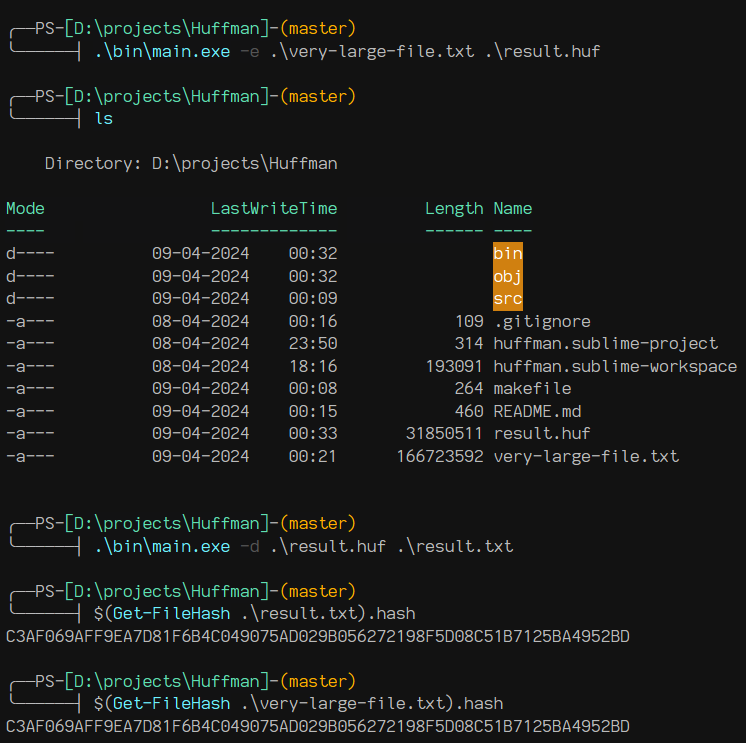 ╭──PS-[D:\projects\Huffman]-(master)
╰──────┤ .\bin\main.exe -e .\very-large-file.txt .\result.huf
╭──PS-[D:\projects\Huffman]-(master)
╰──────┤ ls
Directory: D:\projects\Huffman
Mode LastWriteTime Length Name
---- ------------- ------ ----
d---- 09-04-2024 00:32 bin
d---- 09-04-2024 00:32 obj
d---- 09-04-2024 00:09 src
-a--- 08-04-2024 00:16 109 .gitignore
-a--- 08-04-2024 23:50 314 huffman.sublime-project
-a--- 08-04-2024 18:16 193091 huffman.sublime-workspace
-a--- 09-04-2024 00:08 264 makefile
-a--- 09-04-2024 00:15 460 README.md
-a--- 09-04-2024 00:33 31850511 result.huf
-a--- 09-04-2024 00:21 166723592 very-large-file.txt
╭──PS-[D:\projects\Huffman]-(master)
╰──────┤ .\bin\main.exe -d .\result.huf .\result.txt
╭──PS-[D:\projects\Huffman]-(master)
╰──────┤ $(Get-FileHash .\result.txt).hash
C3AF069AFF9EA7D81F6B4C049075AD029B056272198F5D08C51B7125BA4952BD
╭──PS-[D:\projects\Huffman]-(master)
╰──────┤ $(Get-FileHash .\very-large-file.txt).hash
C3AF069AFF9EA7D81F6B4C049075AD029B056272198F5D08C51B7125BA4952BD